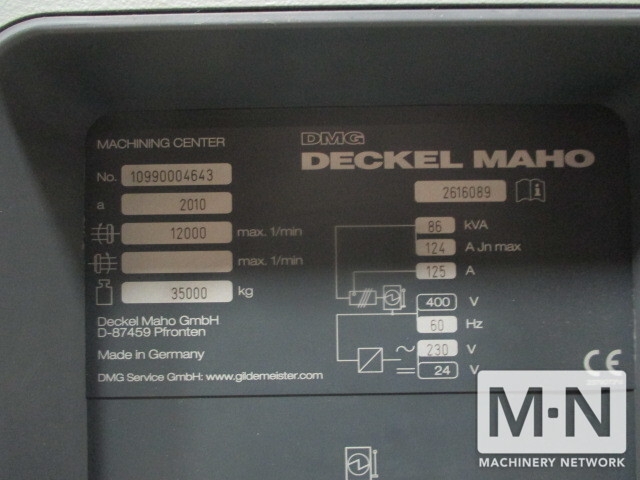 MACHINING CENTER
DMG
DECKEL MAHO
No. 10990004643
2616089
a 2010
86 kVA
12000 max. 1/min
124 A Jn max
max. 1/min
125 A
35000 kg
400 V
60 Hz
Deckel Maho GmbH
D-87459 Pfronten
~ 230 V
Made in Germany
24 V
CE
DMG Service GmbH: www.gildemeister.com
M·N
MACHINERY NETWORK